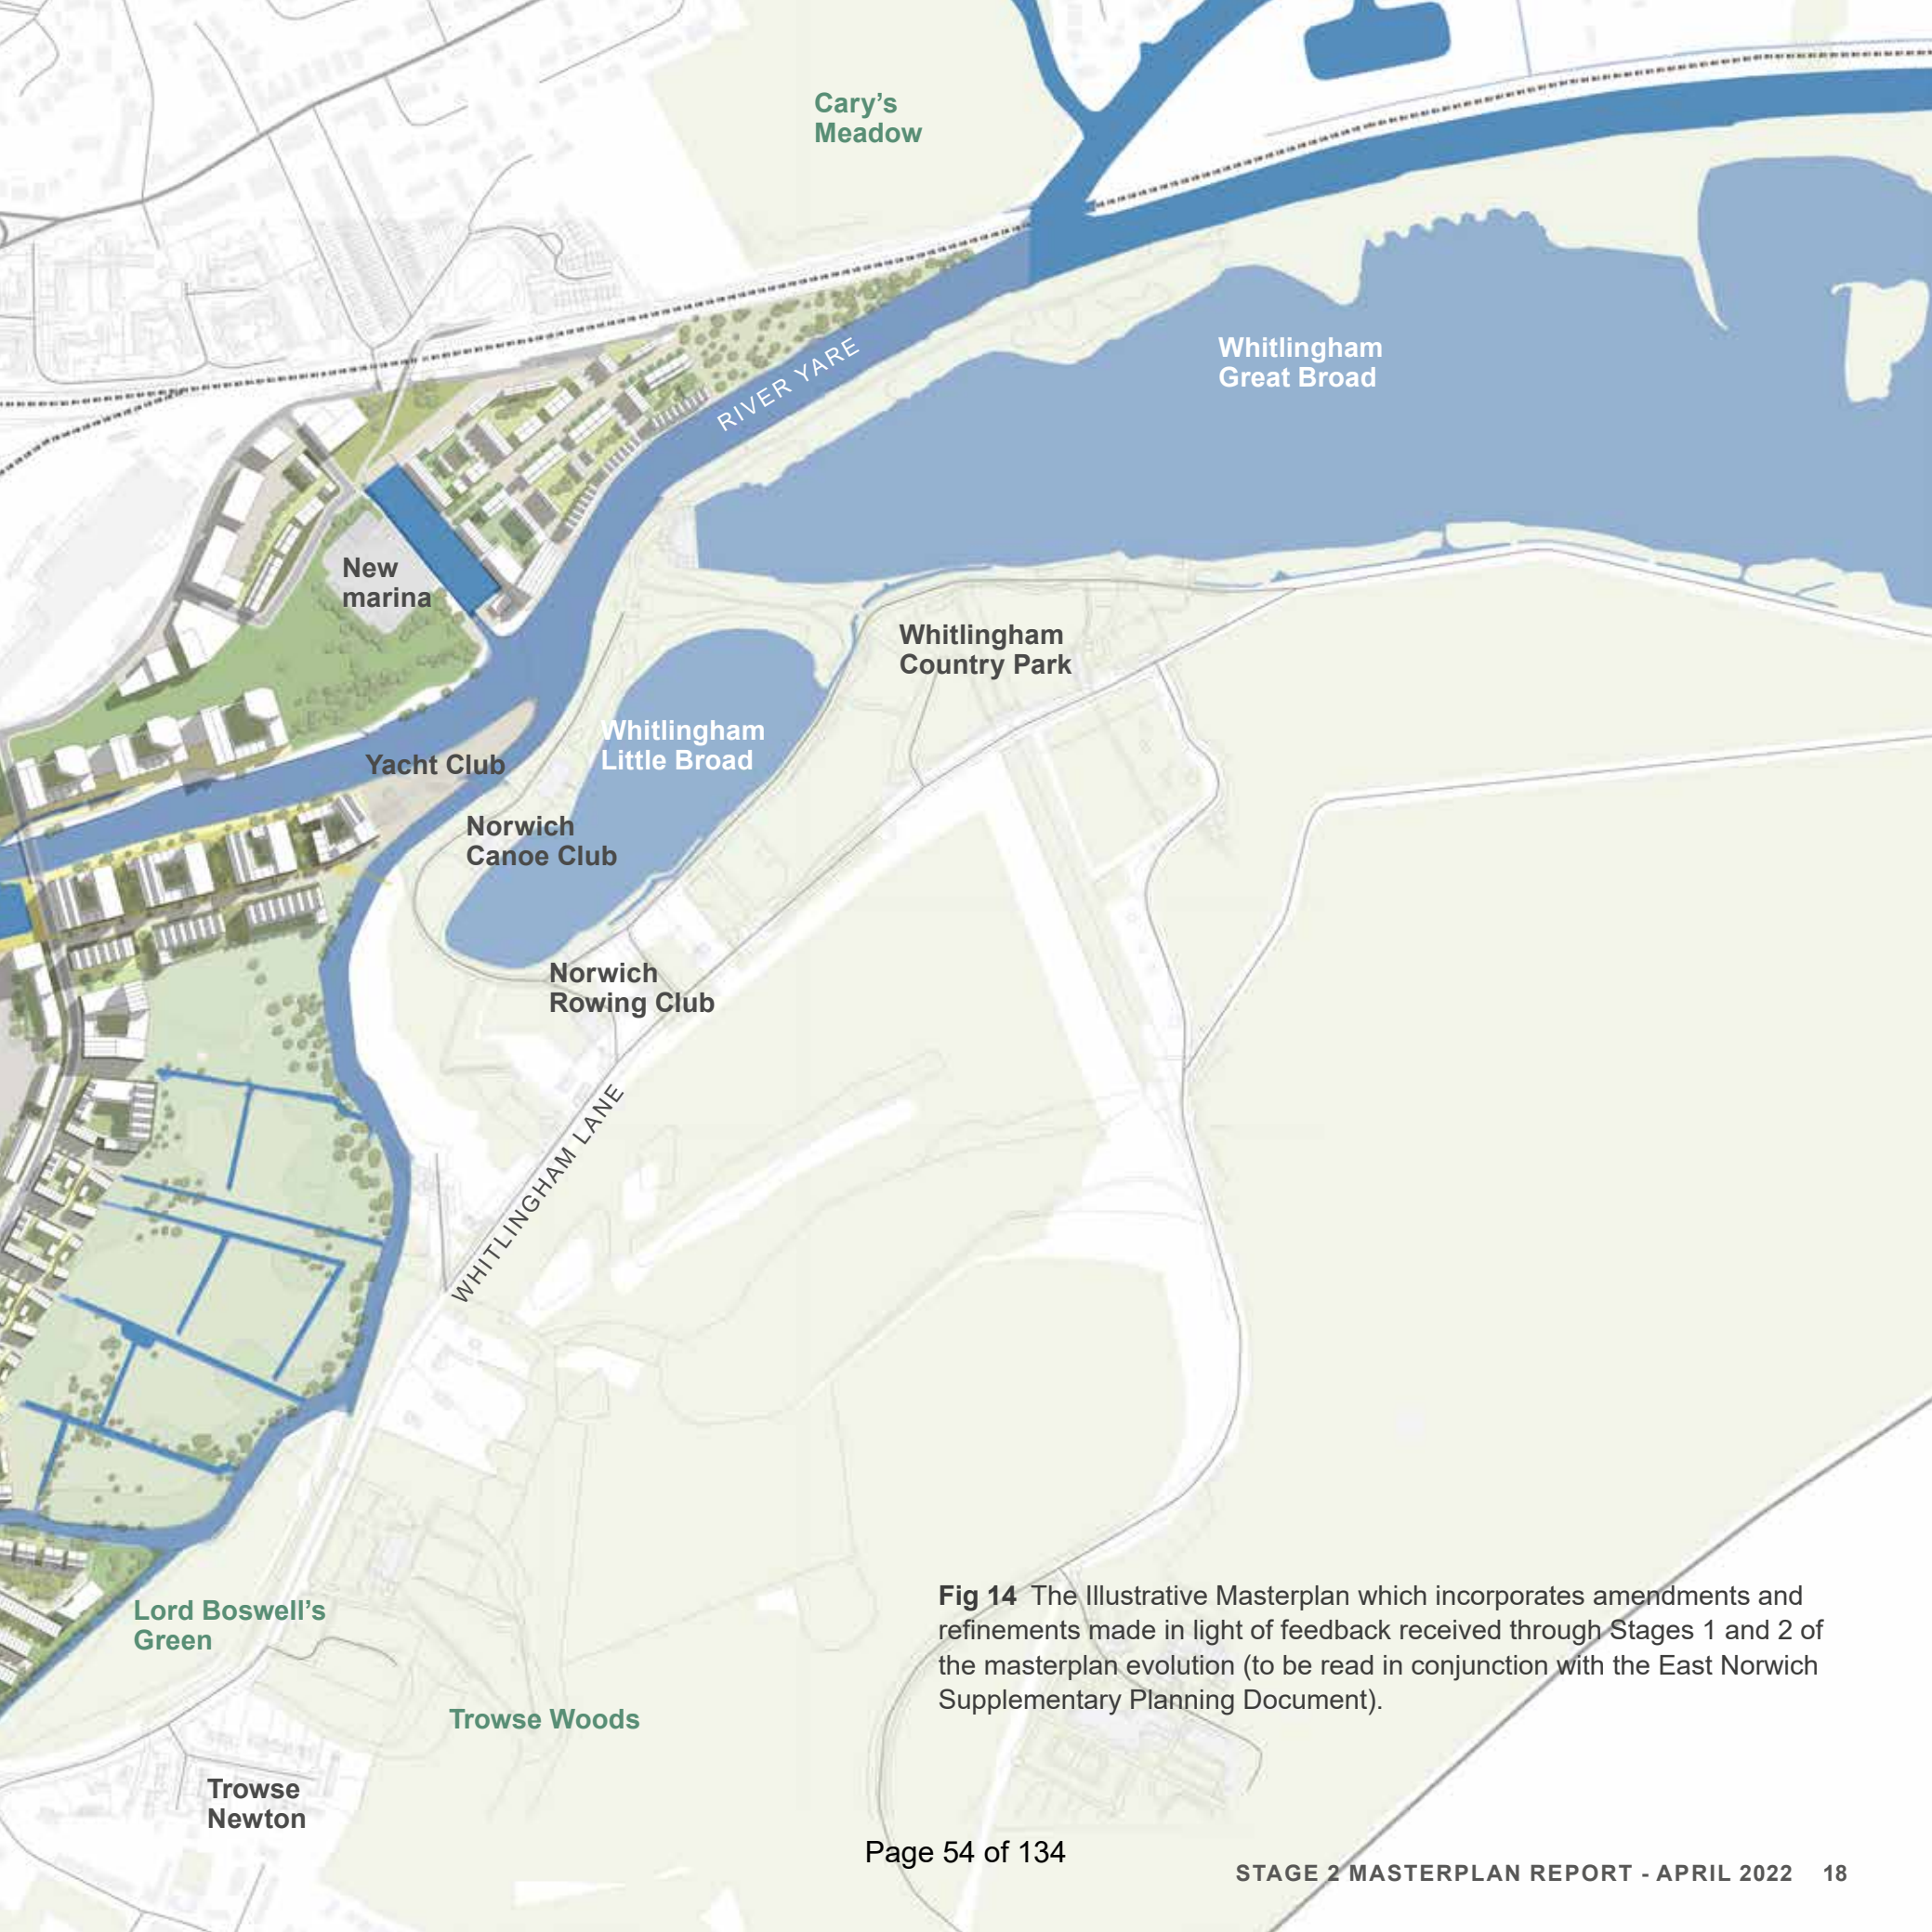 Cary’s
Meadow
Whitlingham
Great Broad
RIVER YARE
New
marina
Whitlingham
Country Park
Whitlingham
Little Broad
Yacht Club
Norwich
Canoe Club
Norwich
Rowing Club
WHITLINGHAM LANE
Fig 14 The Illustrative Masterplan which incorporates amendments and
refinements made in light of feedback received through Stages 1 and 2 of
the masterplan evolution (to be read in conjunction with the East Norwich
Supplementary Planning Document).
Lord Boswell’s
Green
Trowse Woods
Trowse
Newton
Page 54 of 134
STAGE 2 MASTERPLAN REPORT - APRIL 2022 18